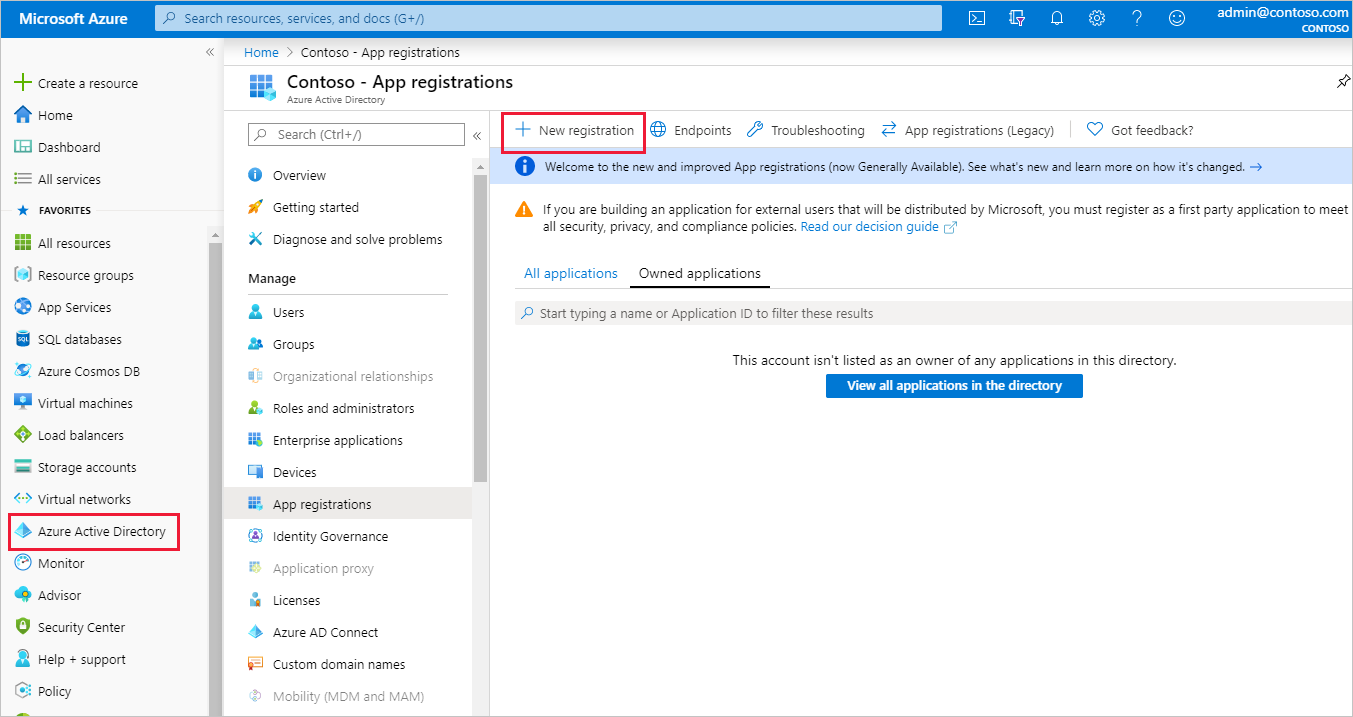 Microsoft Azure
Search resources, services, and docs (G+/)
admin@contoso.com
CONTOSO
Create a resource
Home
Dashboard
All services
FAVORITES
All resources
Resource groups
App Services
SQL databases
Azure Cosmos DB
Virtual machines
Load balancers
Storage accounts
Virtual networks
Azure Active Directory
Monitor
Advisor
Security Center
Help + support
Policy
Home > Contoso - App registrations
Contoso - App registrations
Azure Active Directory
Search (Ctrl+/)
Overview
Getting started
Diagnose and solve problems
Manage
Users
Groups
Organizational relationships
Roles and administrators
Enterprise applications
Devices
App registrations
Identity Governance
Application proxy
Licenses
Azure AD Connect
Custom domain names
Mobility (MDM and MAM)
New registration Endpoints Troubleshooting App registrations (Legacy) Got feedback?
Welcome to the new and improved App registrations (now Generally Available). See what's new and learn more on how it's changed. →
If you are building an application for external users that will be distributed by Microsoft, you must register as a first party application to meet
all security, privacy, and compliance policies. Read our decision guide
All applications Owned applications
Start typing a name or Application ID to filter these results
This account isn't listed as an owner of any applications in this directory.
View all applications in the directory